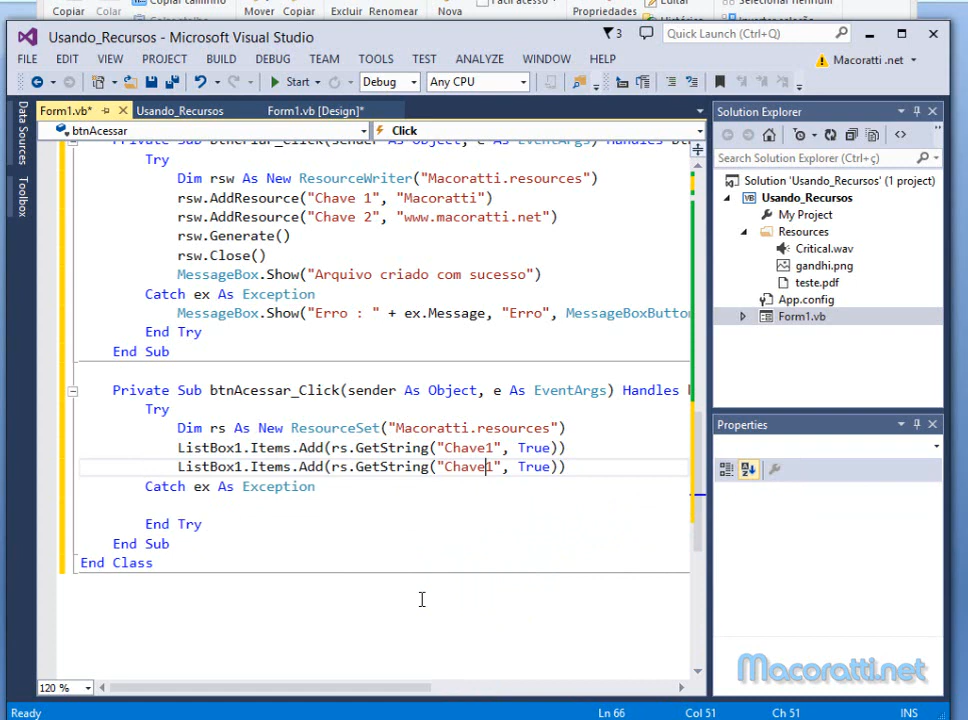 Copiar caminho
Copiar Colar Mover Copiar Excluir Renomear Nova Propriedades Editar
Usando_Recursos - Microsoft Visual Studio
3
Quick Launch (Ctrl+Q)
FILE EDIT VIEW PROJECT BUILD DEBUG TEAM TOOLS TEST ANALYZE WINDOW HELP
Macoratti .net
Start Debug Any CPU
Data Sources
Toolbox
Form1.vb* Usando_Recursos Form1.vb [Design]*
btnAcessar Click
Try
Dim rsw As New ResourceWriter("Macoratti.resources")
rsw.AddResource("Chave 1", "Macoratti")
rsw.AddResource("Chave 2", "www.macoratti.net")
rsw.Generate()
rsw.Close()
MessageBox.Show("Arquivo criado com sucesso")
Catch ex As Exception
MessageBox.Show("Erro : " + ex.Message, "Erro", MessageBoxButto
End Try
End Sub
Private Sub btnAcessar_Click(sender As Object, e As EventArgs) Handles
Try
Dim rs As New ResourceSet("Macoratti.resources")
ListBox1.Items.Add(rs.GetString("Chave1", True))
ListBox1.Items.Add(rs.GetString("Chave1", True))
Catch ex As Exception
End Try
End Sub
End Class
120 %
Solution Explorer
Search Solution Explorer (Ctrl+ç)
Solution 'Usando_Recursos' (1 project)
Usando_Recursos
My Project
Resources
Critical.wav
gandhi.png
teste.pdf
App.config
Form1.vb
Properties
Macoratti.net
Ready Ln 66 Col 51 Ch 51 INS